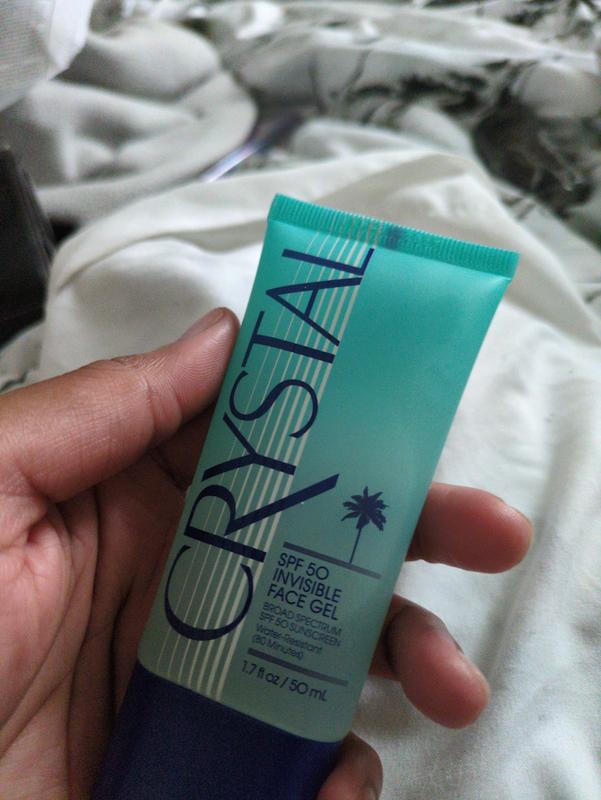 CRYSTAL
SPF 50
INVISIBLE
FACE GEL
BROAD SPECTRUM
SPF 50 SUNSCREEN
Water-Resistant
(80 Minutes)
1.7 fl oz / 50 mL